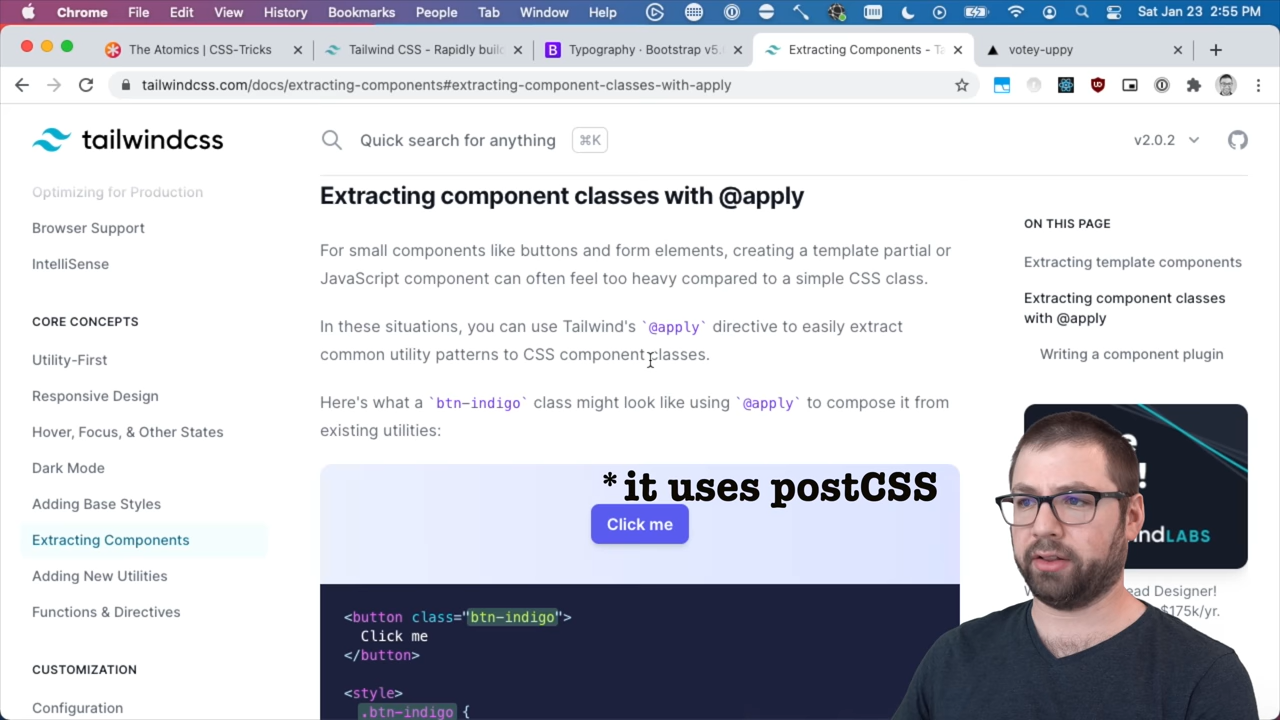 Chrome File Edit View History Bookmarks People Tab Window Help Sat Jan 23 2:55 PM
The Atomics | CSS-Tricks
Tailwind CSS - Rapidly buil
Typography · Bootstrap v5.
Extracting Components - Ta
votey-uppy
tailwindcss.com/docs/extracting-components#extracting-component-classes-with-apply
tailwindcss
Quick search for anything ⌘K
v2.0.2
Optimizing for Production
Browser Support
IntelliSense
CORE CONCEPTS
Utility-First
Responsive Design
Hover, Focus, & Other States
Dark Mode
Adding Base Styles
Extracting Components
Adding New Utilities
Functions & Directives
CUSTOMIZATION
Configuration
Extracting component classes with @apply
For small components like buttons and form elements, creating a template partial or
JavaScript component can often feel too heavy compared to a simple CSS class.
In these situations, you can use Tailwind's `@apply` directive to easily extract
common utility patterns to CSS component classes.
Here's what a `btn-indigo` class might look like using `@apply` to compose it from
existing utilities:
*it uses postCSS
Click me
<button class="btn-indigo">
Click me
</button>
<style>
.btn-indigo {
ON THIS PAGE
Extracting template components
Extracting component classes
with @apply
Writing a component plugin
LABS
ead Designer!
$175k/yr.